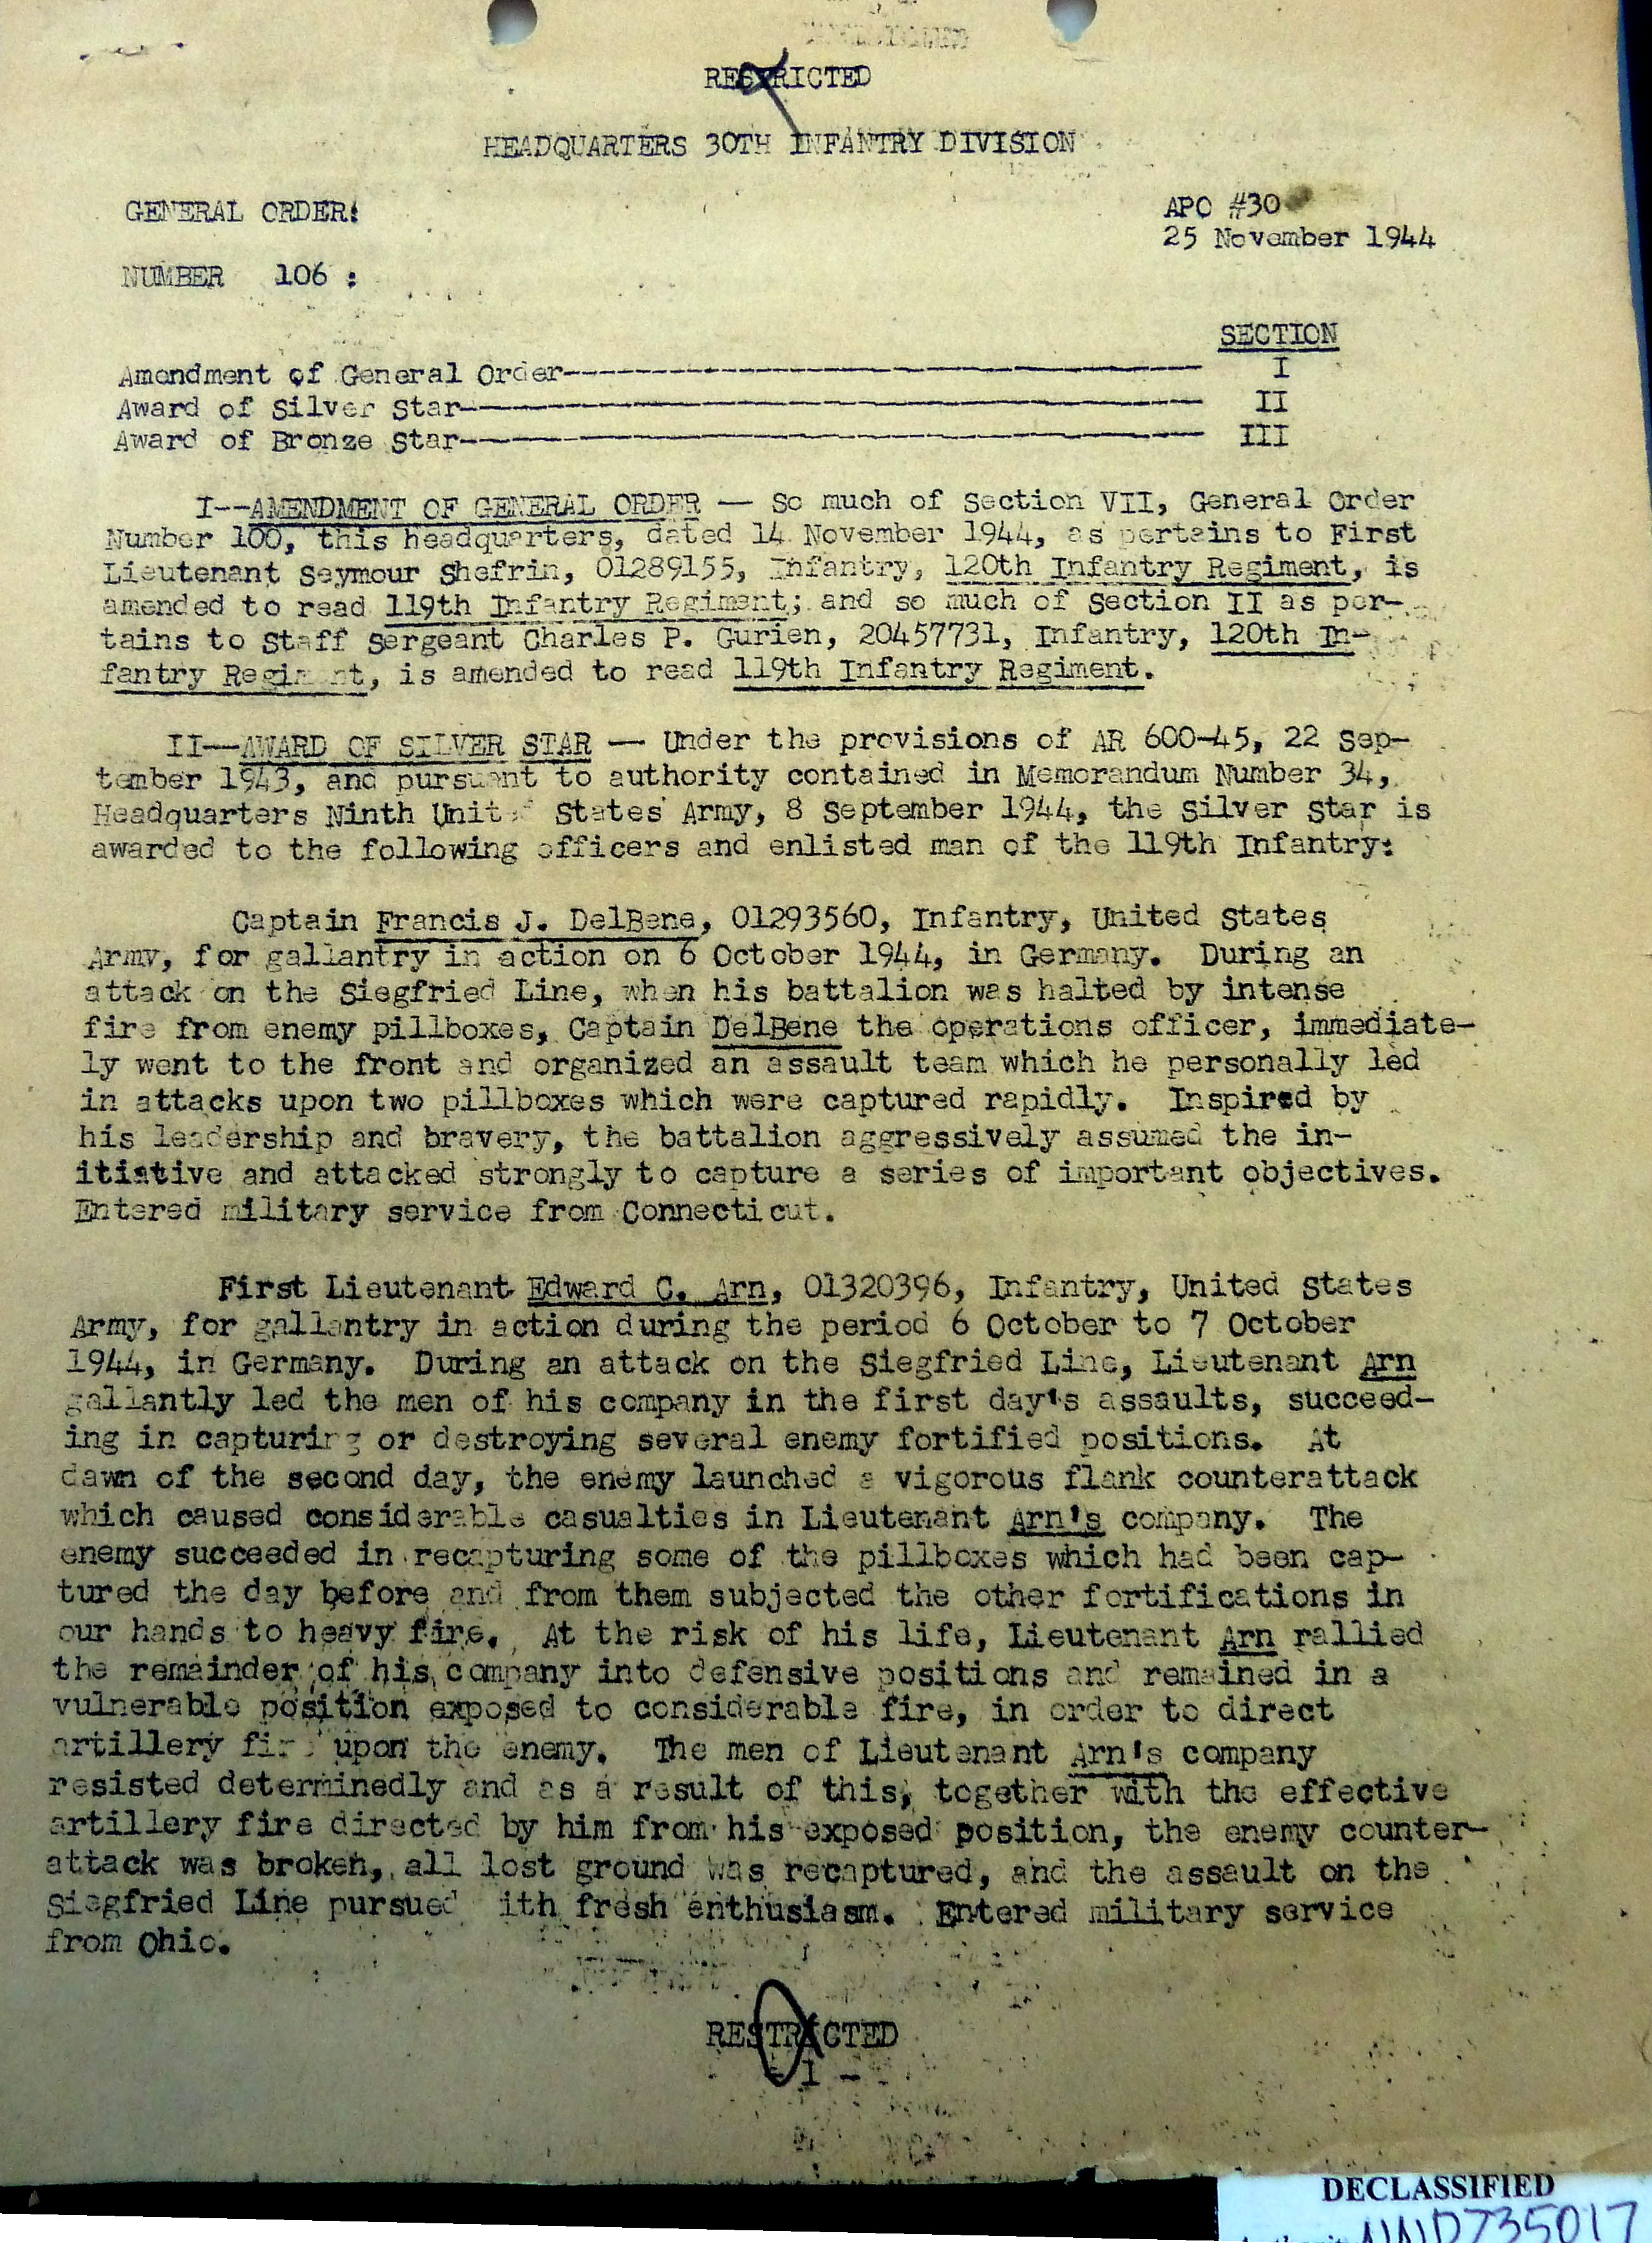 RESTRICTED
HEADQUARTERS 30TH INFANTRY DIVISION
GENERAL ORDER:
APO #30
25 November 1944
NUMBER 106 :
SECTION
Amendment of General Order-------------------- I
Award of Silver Star-------------------- II
Award of Bronze Star-------------------- III
I--AMENDMENT OF GENERAL ORDER -- So much of Section VII, General Order
Number 100, this headquarters, dated 14 November 1944, as pertains to First
Lieutenant Seymour Shefrin, 01289155, Infantry, 120th Infantry Regiment, is
amended to read 119th Infantry Regiment; and so much of Section II as per-
tains to Staff Sergeant Charles P. Gurien, 20457731, Infantry, 120th In-
fantry Regiment, is amended to read 119th Infantry Regiment.
II--AWARD OF SILVER STAR -- Under the provisions of AR 600-45, 22 Sep-
tember 1943, and pursuant to authority contained in Memorandum Number 34,
Headquarters Ninth United States Army, 8 September 1944, the Silver Star is
awarded to the following officers and enlisted man of the 119th Infantry:
Captain Francis J. DelBene, 01293560, Infantry, United States
Army, for gallantry in action on 6 October 1944, in Germany. During an
attack on the Siegfried Line, when his battalion was halted by intense
fire from enemy pillboxes, Captain DelBene the operations officer, immediate-
ly went to the front and organized an assault team which he personally led
in attacks upon two pillboxes which were captured rapidly. Inspired by
his leadership and bravery, the battalion aggressively assumed the in-
itiative and attacked strongly to capture a series of important objectives.
Entered military service from Connecticut.
First Lieutenant Edward C. Arn, 01320396, Infantry, United States
Army, for gallantry in action during the period 6 October to 7 October
1944, in Germany. During an attack on the Siegfried Line, Lieutenant Arn
gallantly led the men of his company in the first day's assaults, succeed-
ing in capturing or destroying several enemy fortified positions. At
dawn of the second day, the enemy launched a vigorous flank counterattack
which caused considerable casualties in Lieutenant Arn's company. The
enemy succeeded in recapturing some of the pillboxes which had been cap-
tured the day before and from them subjected the other fortifications in
our hands to heavy fire. At the risk of his life, Lieutenant Arn rallied
the remainder of his company into defensive positions and remained in a
vulnerable position exposed to considerable fire, in order to direct
artillery fire upon the enemy. The men of Lieutenant Arn's company
resisted determinedly and as a result of this, together with the effective
artillery fire directed by him from his exposed position, the enemy counter-
attack was broken, all lost ground was recaptured, and the assault on the
Siegfried Line pursued with fresh enthusiasm. Entered military service
from Ohio.
RESTRICTED
- 1 -
DECLASSIFIED
NND735017